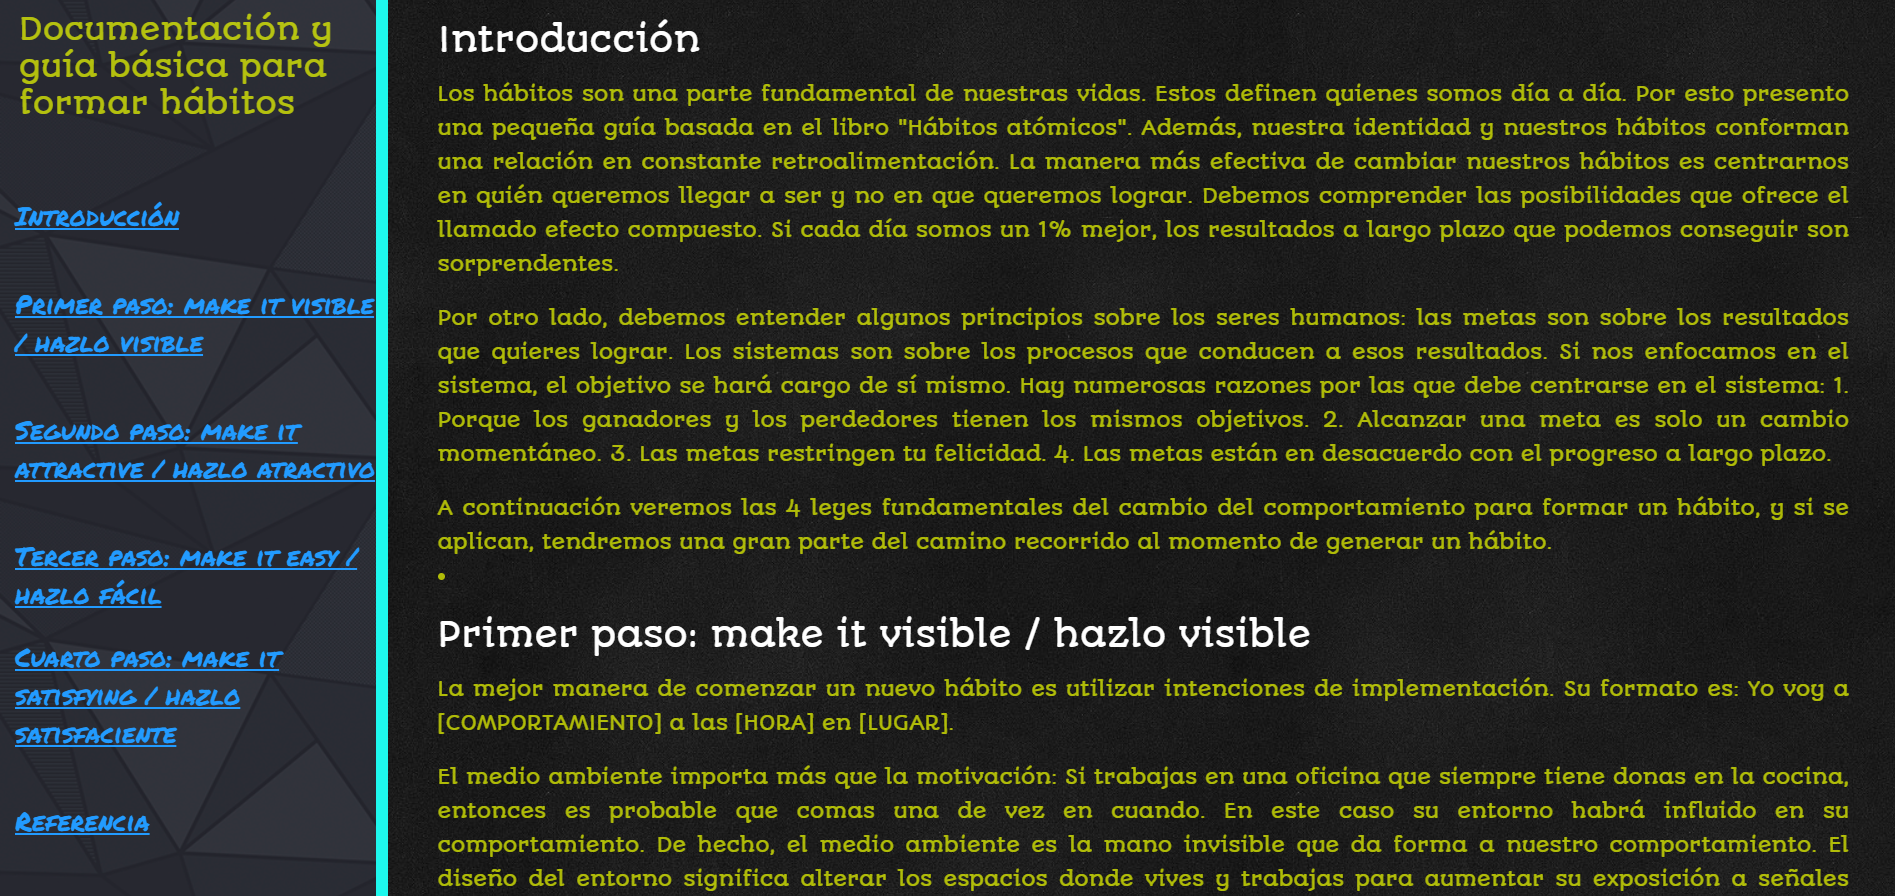 Documentación y
guía básica para
formar hábitos
Introducción
Primer paso: make it visible
/ hazlo visible
Segundo paso: make it
attractive / hazlo atractivo
Tercer paso: make it easy /
hazlo fácil
Cuarto paso: make it
satisfying / hazlo
satisfaciente
Referencia
Introducción
Los hábitos son una parte fundamental de nuestras vidas. Estos definen quienes somos día a día. Por esto presento
una pequeña guía basada en el libro "Hábitos atómicos". Además, nuestra identidad y nuestros hábitos conforman
una relación en constante retroalimentación. La manera más efectiva de cambiar nuestros hábitos es centrarnos
en quién queremos llegar a ser y no en que queremos lograr. Debemos comprender las posibilidades que ofrece el
llamado efecto compuesto. Si cada día somos un 1% mejor, los resultados a largo plazo que podemos conseguir son
sorprendentes.
Por otro lado, debemos entender algunos principios sobre los seres humanos: las metas son sobre los resultados
que quieres lograr. Los sistemas son sobre los procesos que conducen a esos resultados. Si nos enfocamos en el
sistema, el objetivo se hará cargo de sí mismo. Hay numerosas razones por las que debe centrarse en el sistema: 1.
Porque los ganadores y los perdedores tienen los mismos objetivos. 2. Alcanzar una meta es solo un cambio
momentáneo. 3. Las metas restringen tu felicidad. 4. Las metas están en desacuerdo con el progreso a largo plazo.
A continuación veremos las 4 leyes fundamentales del cambio del comportamiento para formar un hábito, y si se
aplican, tendremos una gran parte del camino recorrido al momento de generar un hábito.
•
Primer paso: make it visible / hazlo visible
La mejor manera de comenzar un nuevo hábito es utilizar intenciones de implementación. Su formato es: Yo voy a
[COMPORTAMIENTO] a las [HORA] en [LUGAR].
El medio ambiente importa más que la motivación: Si trabajas en una oficina que siempre tiene donas en la cocina,
entonces es probable que comas una de vez en cuando. En este caso su entorno habrá influido en su
comportamiento. De hecho, el medio ambiente es la mano invisible que da forma a nuestro comportamiento. El
diseño del entorno significa alterar los espacios donde vives y trabajas para aumentar su exposición a señales